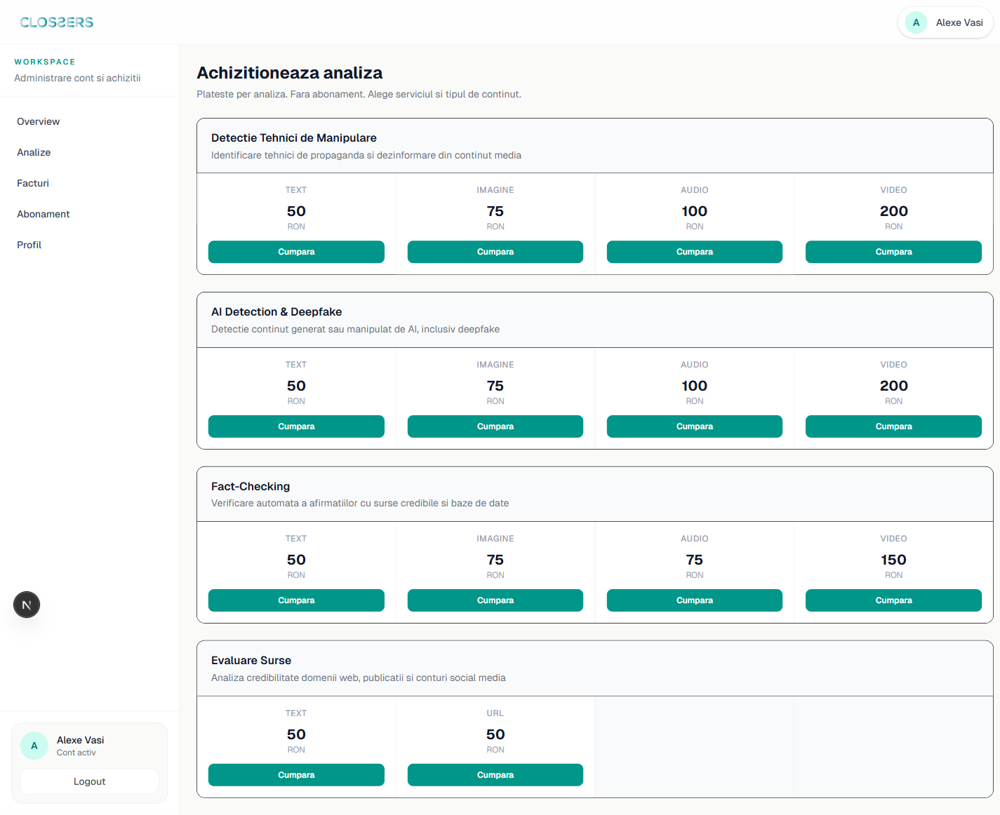 CLOSSERS
A
Alexe Vasi
WORKSPACE
Administrare cont si achizitii
Overview
Analize
Facturi
Abonament
Profil
N
A
Alexe Vasi
Cont activ
Logout
Achizitioneaza analiza
Plateste per analiza. Fara abonament. Alege serviciul si tipul de continut.
Detectie Tehnici de Manipulare
Identificare tehnici de propaganda si dezinformare din continut media
TEXT
50
RON
Cumpara
IMAGINE
75
RON
Cumpara
AUDIO
100
RON
Cumpara
VIDEO
200
RON
Cumpara
AI Detection & Deepfake
Detectie continut generat sau manipulat de AI, inclusiv deepfake
TEXT
50
RON
Cumpara
IMAGINE
75
RON
Cumpara
AUDIO
100
RON
Cumpara
VIDEO
200
RON
Cumpara
Fact-Checking
Verificare automata a afirmatiilor cu surse credibile si baze de date
TEXT
50
RON
Cumpara
IMAGINE
75
RON
Cumpara
AUDIO
75
RON
Cumpara
VIDEO
150
RON
Cumpara
Evaluare Surse
Analiza credibilitate domenii web, publicatii si conturi social media
TEXT
50
RON
Cumpara
URL
50
RON
Cumpara